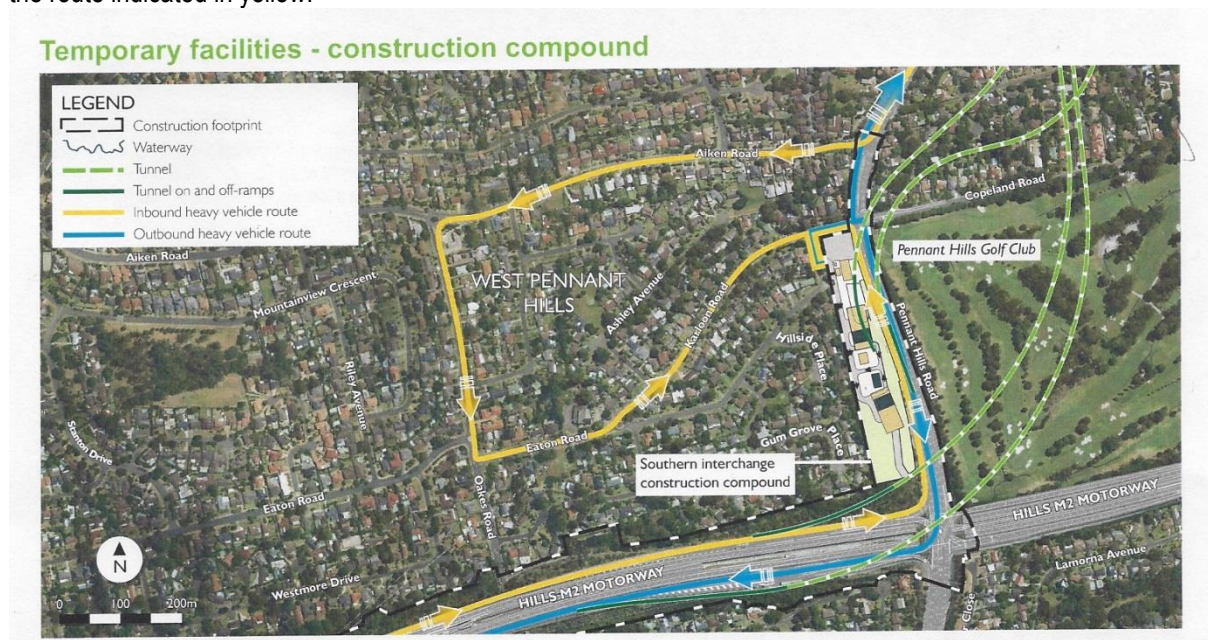 the route indicated in yellow.
Temporary facilities - construction compound
LEGEND
Construction footprint
Waterway
Tunnel
Tunnel on and off-ramps
Inbound heavy vehicle route
Outbound heavy vehicle route
Aiken Road
Copeland Road
Aiken Road
Pennant Hills Golf Club
WEST PENNANT
HILLS
Mountainview Crescent
Ashley Avenue
Karloon Road
Hillside Place
Pennant Hills Road
Riley Avenue
Stanton Drive
Gum Grove Place
Eaton Road
Southern interchange
construction compound
Eaton Road
Oakes Road
HILLS M2 MOTORWAY
Lamorna Avenue
N
Westmore Drive
HILLS M2 MOTORWAY
0 100 200m
Close